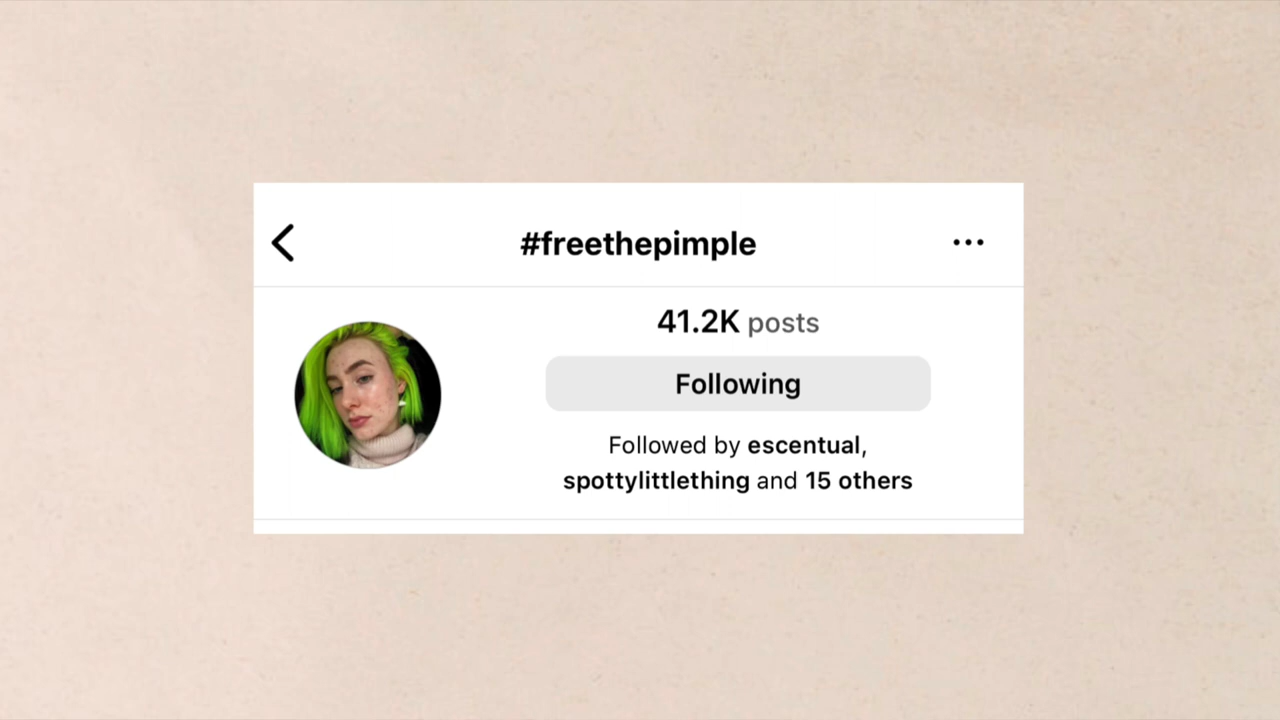 #freethepimple
41.2K posts
Following
Followed by escentual,
spottylittlething and 15 others